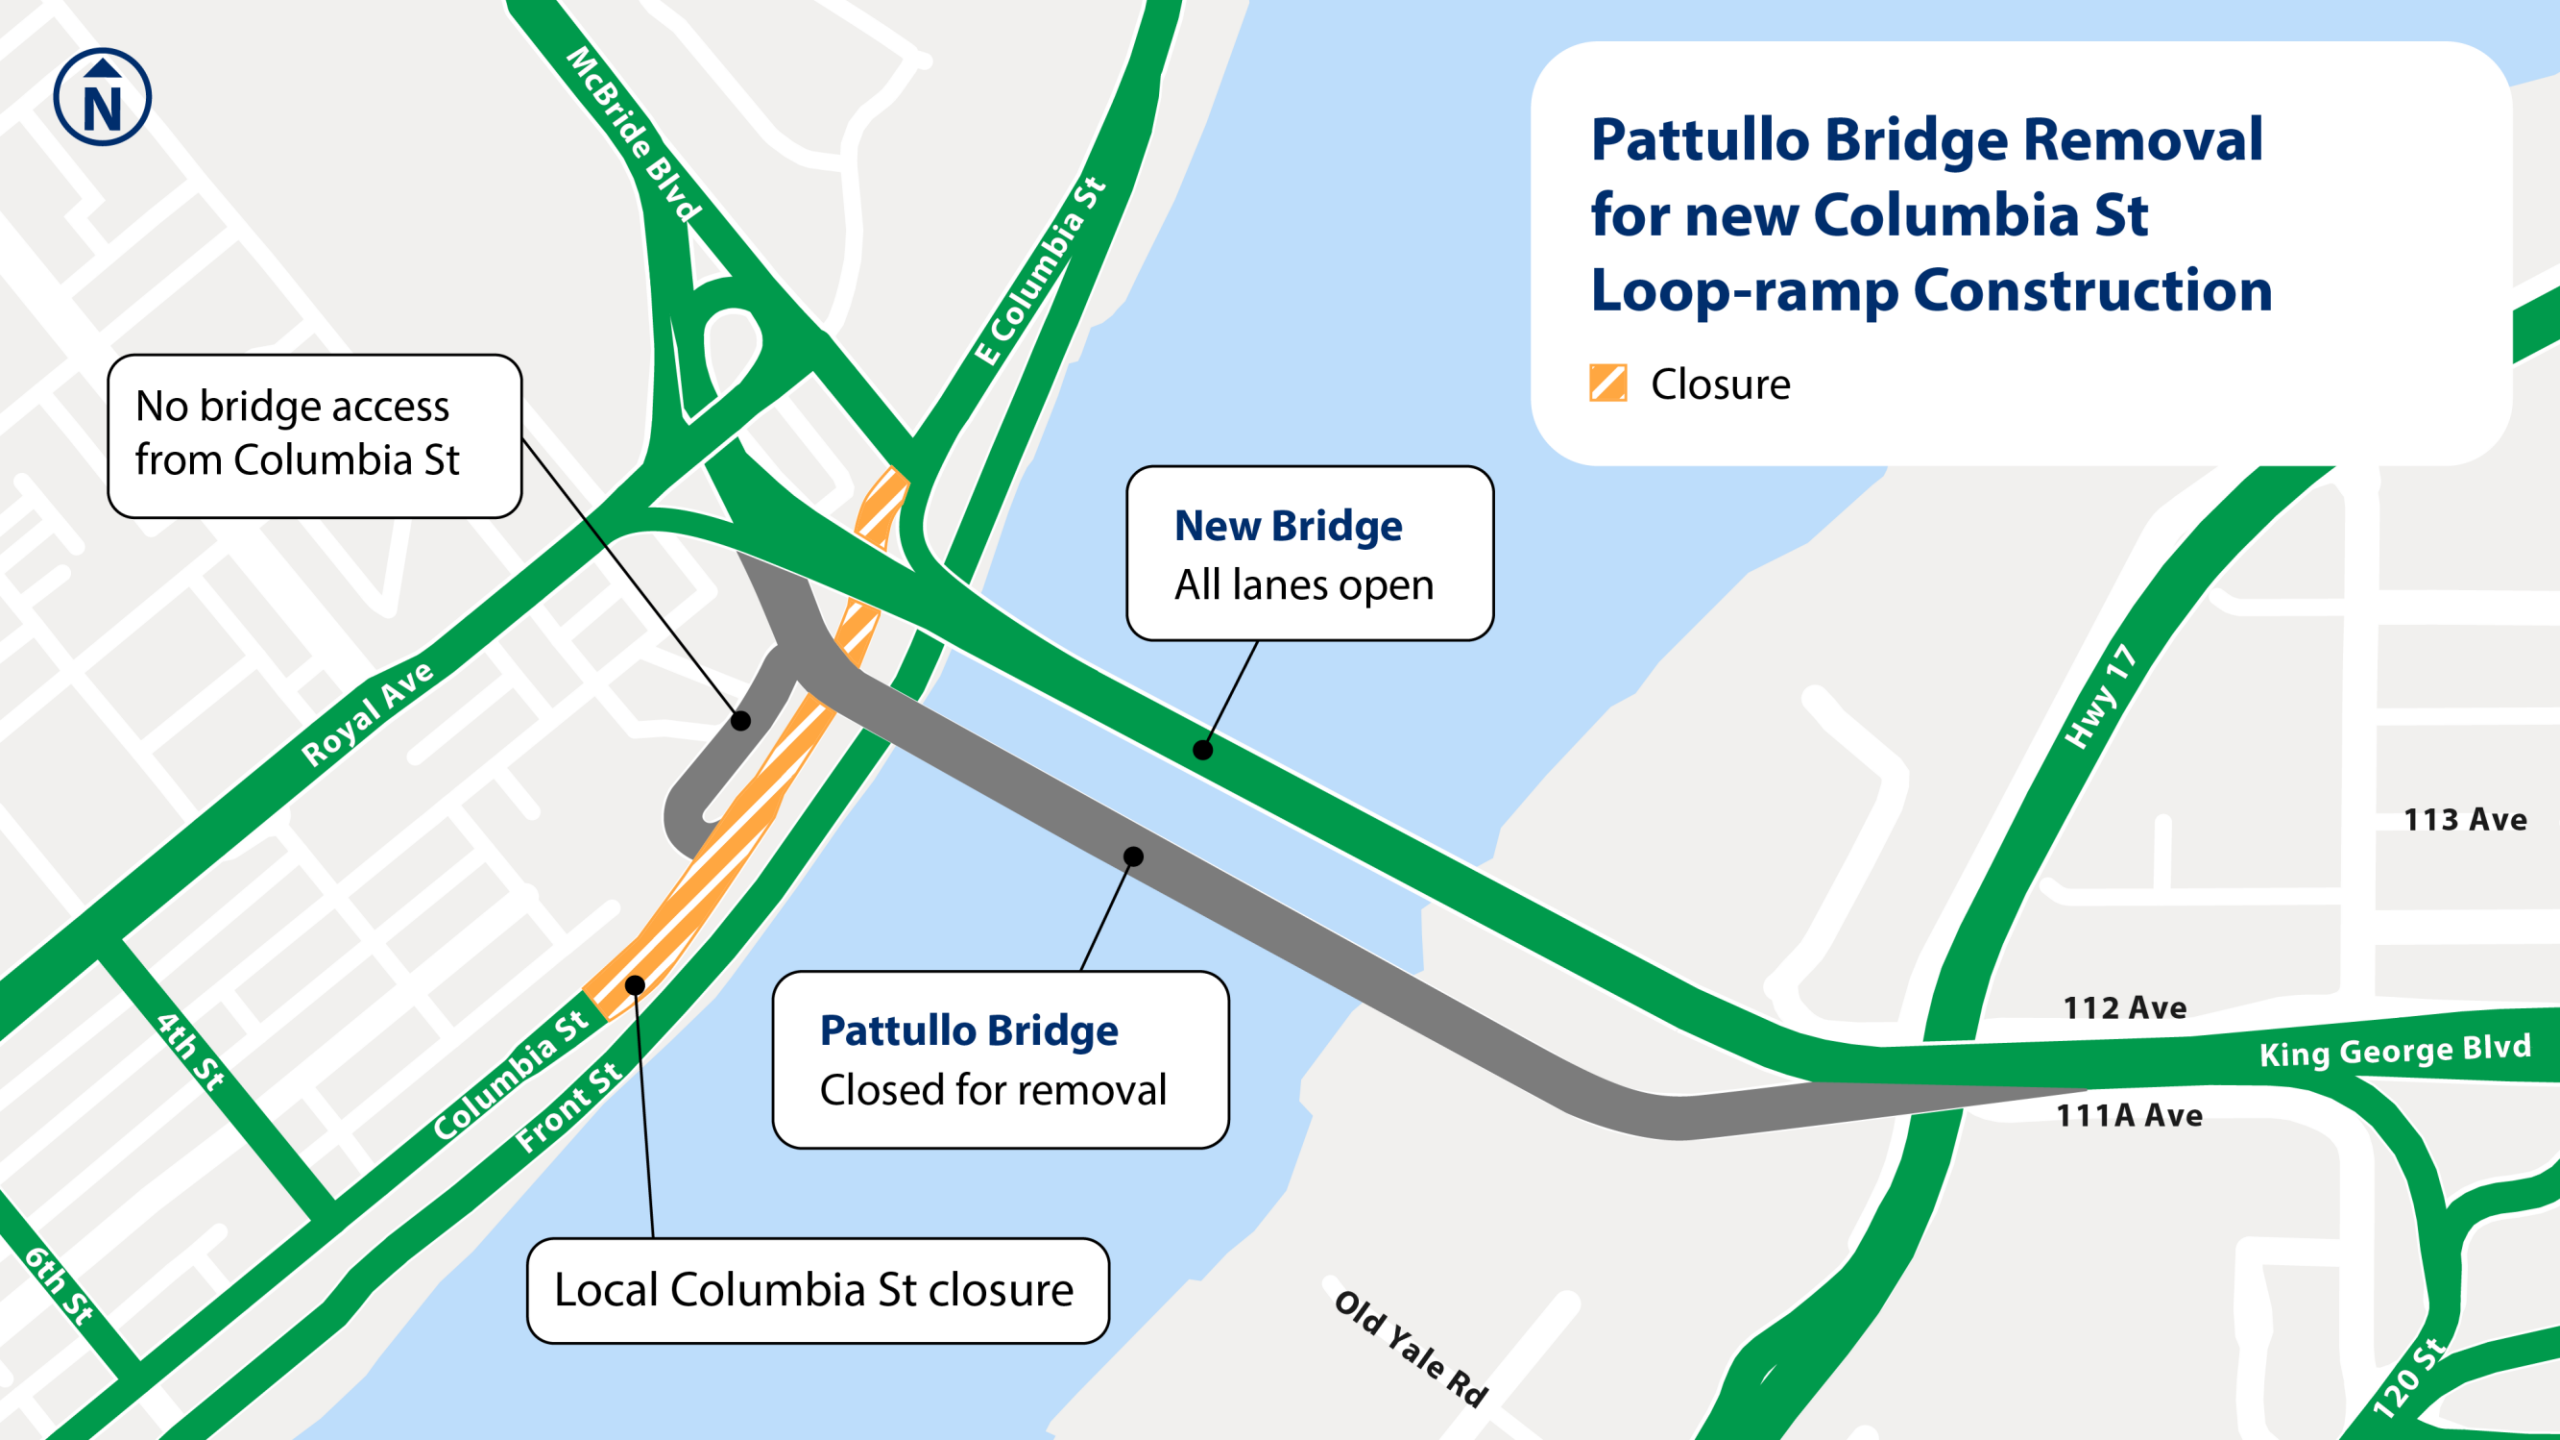 N
McBride Blvd
E Columbia St
Pattullo Bridge Removal
for new Columbia St
Loop-ramp Construction
Closure
No bridge access
from Columbia St
New Bridge
All lanes open
Royal Ave
Hwy 17
113 Ave
112 Ave
King George Blvd
111A Ave
Pattullo Bridge
Closed for removal
4th St
Columbia St
Front St
6th St
Local Columbia St closure
Old Yale Rd
120 St